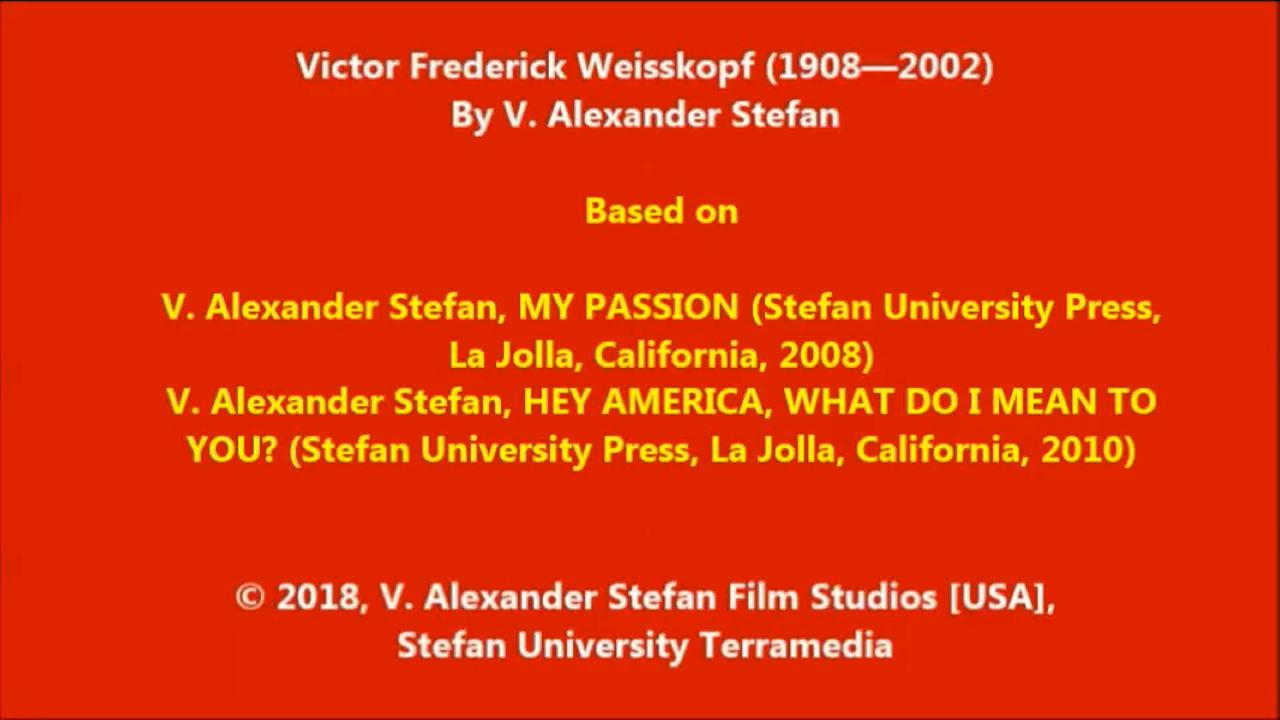 Victor Frederick Weisskopf (1908—2002)
By V. Alexander Stefan
Based on
V. Alexander Stefan, MY PASSION (Stefan University Press,
La Jolla, California, 2008)
V. Alexander Stefan, HEY AMERICA, WHAT DO I MEAN TO
YOU? (Stefan University Press, La Jolla, California, 2010)
© 2018, V. Alexander Stefan Film Studios [USA],
Stefan University Terramedia